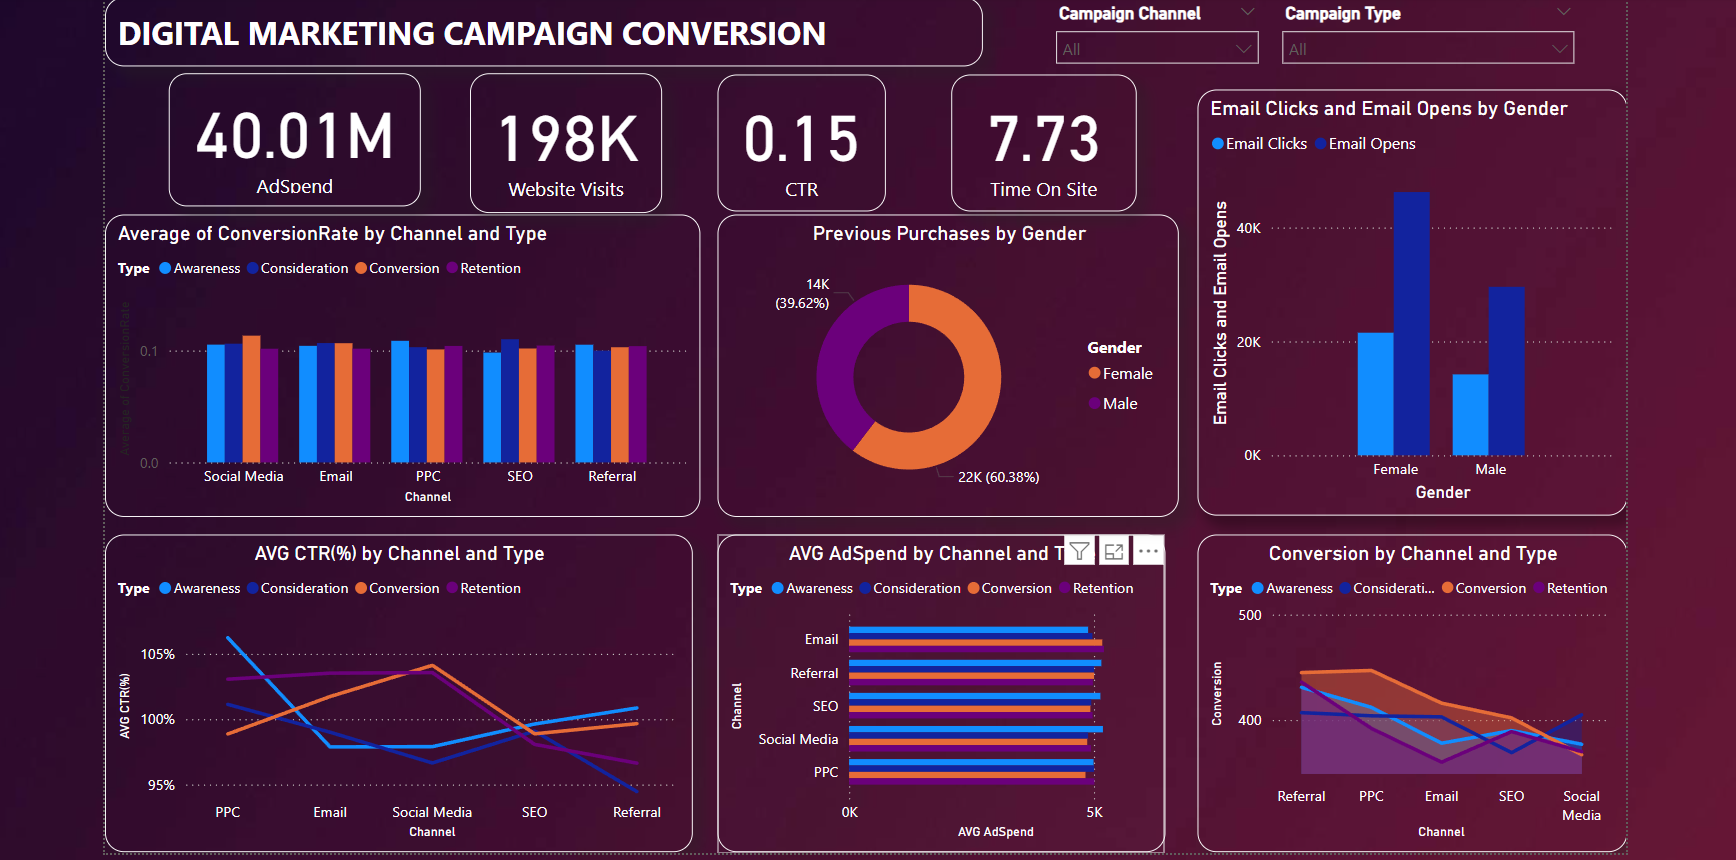 DIGITAL MARKETING CAMPAIGN CONVERSION
Campaign Channel
All
Campaign Type
All
40.01M
AdSpend
198K
Website Visits
0.15
CTR
7.73
Time On Site
Email Clicks and Email Opens by Gender
Email Clicks Email Opens
Email Clicks and Email Opens
40K
20K
0K
Female Male
Gender
Average of ConversionRate by Channel and Type
Type Awareness Consideration Conversion Retention
Average of ConversionRate
0.1
0.0
Social Media Email PPC SEO Referral
Channel
Previous Purchases by Gender
14K
(39.62%)
22K (60.38%)
Gender
Female
Male
AVG CTR(%) by Channel and Type
Type Awareness Consideration Conversion Retention
AVG CTR(%)
105%
100%
95%
PPC Email Social Media SEO Referral
Channel
AVG AdSpend by Channel and T
Type Awareness Consideration Conversion Retention
Channel
Email
Referral
SEO
Social Media
PPC
0K 5K
AVG AdSpend
Conversion by Channel and Type
Type Awareness Considerati... Conversion Retention
Conversion
500
400
Referral PPC Email SEO Social
Media
Channel